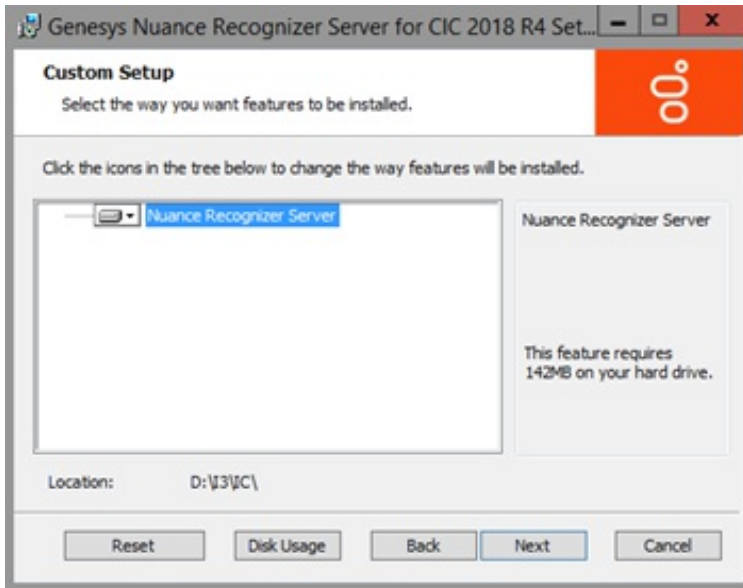 Genesys Nuance Recognizer Server for CIC 2018 R4 Set...
Custom Setup
Select the way you want features to be installed.
Click the icons in the tree below to change the way features will be installed.
Nuance Recognizer Server
Nuance Recognizer Server
This feature requires
142MB on your hard drive.
Location: D:\I3\IC\
Reset Disk Usage Back Next Cancel